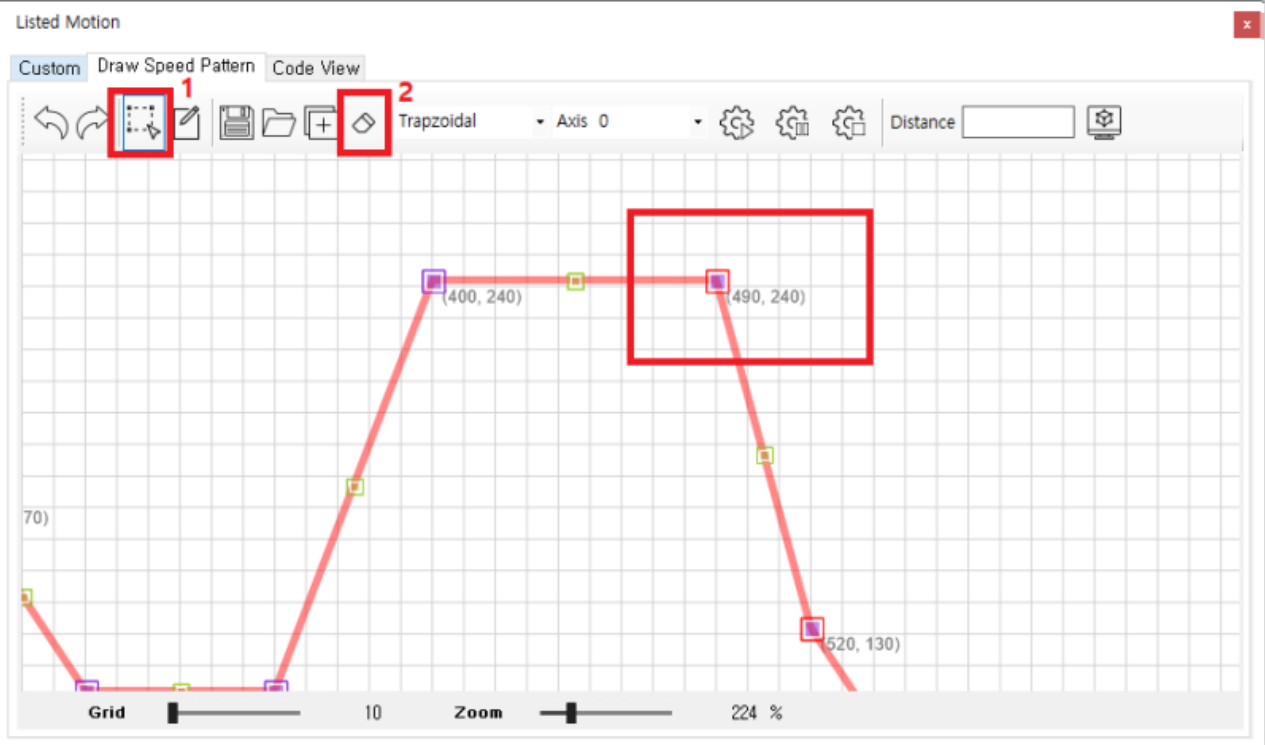 Listed Motion
x
Custom Draw Speed Pattern Code View
1
2
Trapzoidal Axis 0 Distance
(400, 240)
(490, 240)
70)
(520, 130)
Grid 10 Zoom 224 %